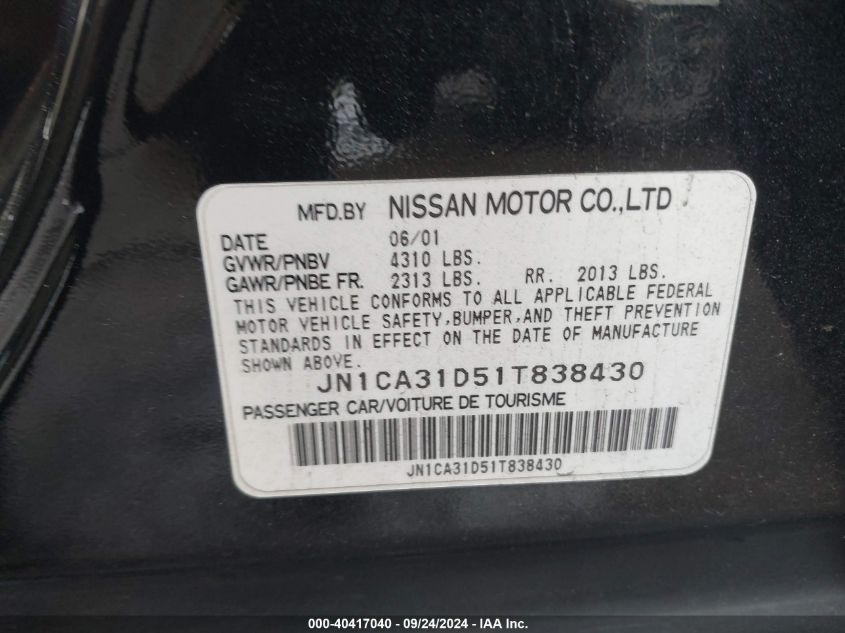 MFD.BY NISSAN MOTOR CO.,LTD
DATE 06/01
GVWR/PNBV 4310 LBS.
GAWR/PNBE FR. 2313 LBS. RR. 2013 LBS.
THIS VEHICLE CONFORMS TO ALL APPLICABLE FEDERAL
MOTOR VEHICLE SAFETY,BUMPER,AND THEFT PREVENTION
STANDARDS IN EFFECT ON THE DATE OF MANUFACTURE
SHOWN ABOVE.
JN1CA31D51T838430
PASSENGER CAR/VOITURE DE TOURISME
JN1CA31D51T838430
000-40417040 - 09/24/2024 - IAAI.com Inc.